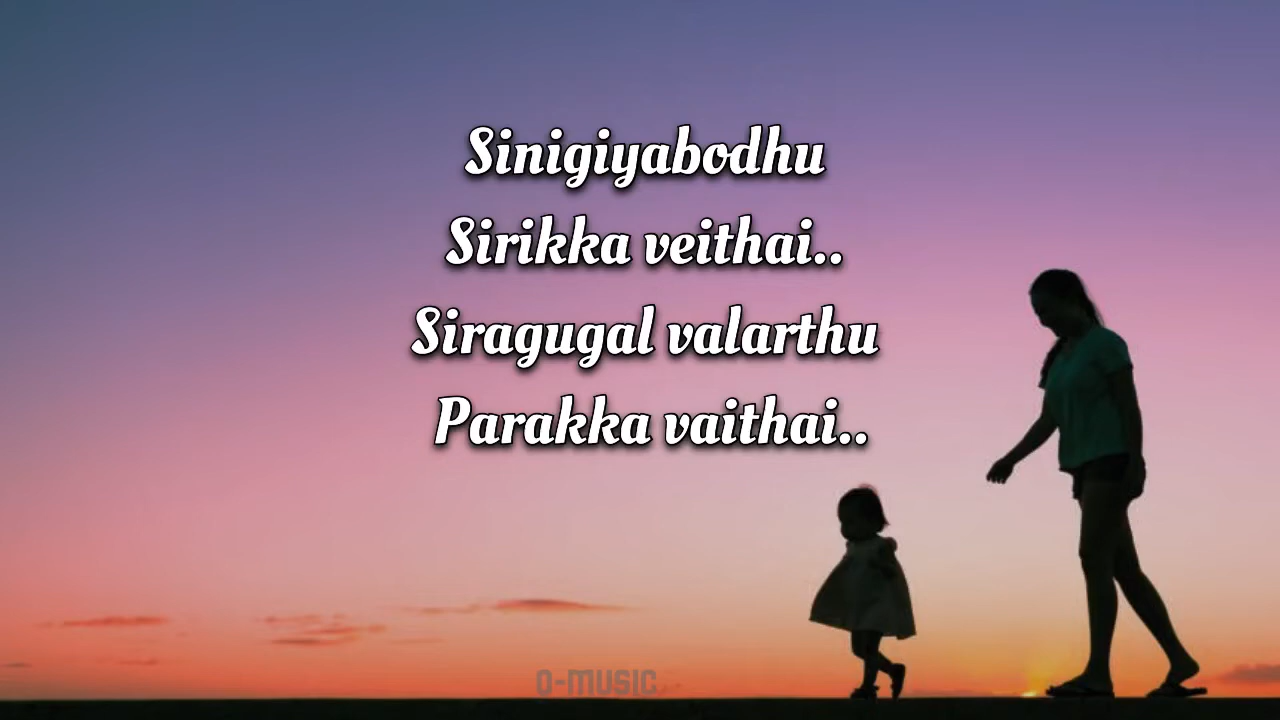 Sinigiyabodhu
Sirikka veithai..
Siragugal valarthu
Parakka vaithai..
O-MUSIC